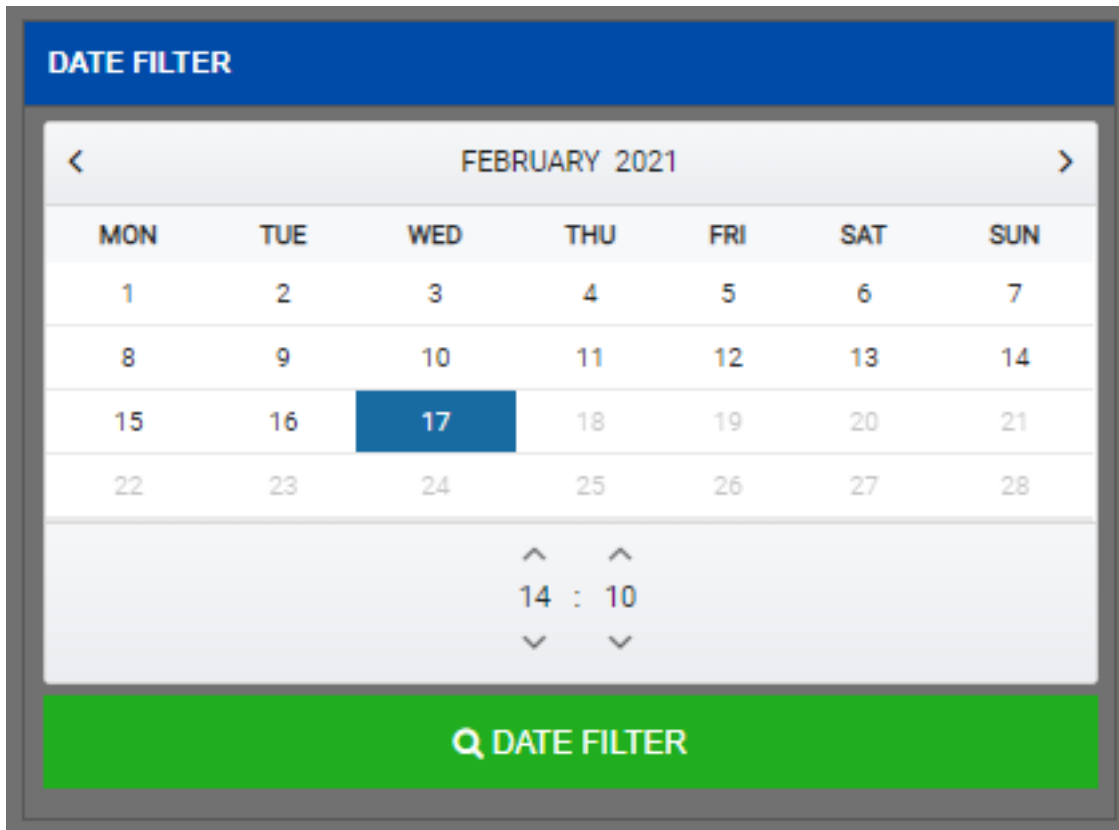 DATE FILTER
FEBRUARY 2021
MON TUE WED THU FRI SAT SUN
1 2 3 4 5 6 7
8 9 10 11 12 13 14
15 16 17 18 19 20 21
22 23 24 25 26 27 28
14 : 10
DATE FILTER